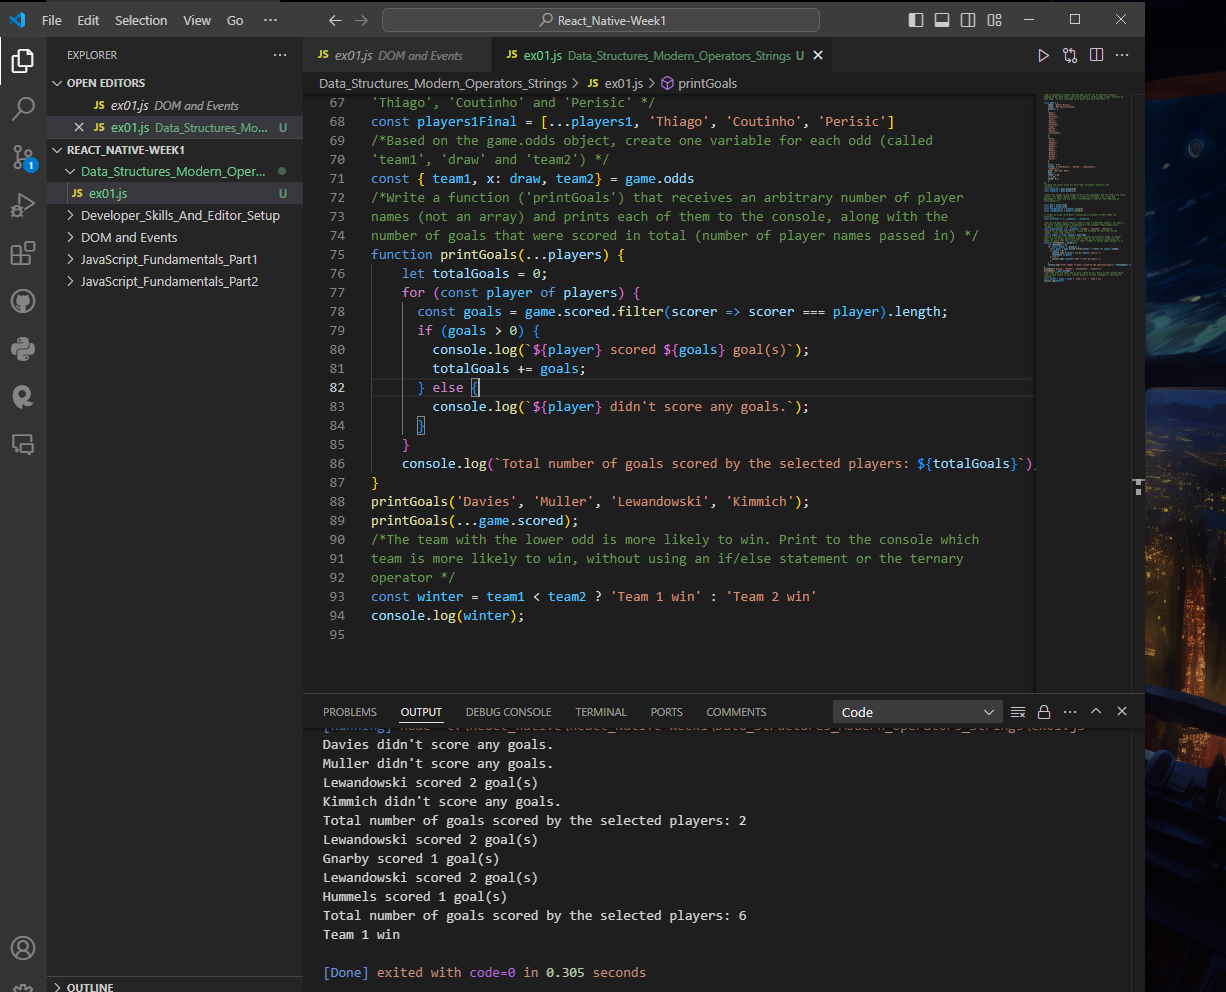 File Edit Selection View Go ... React_Native-Week1
EXPLORER
OPEN EDITORS
JS ex01.js DOM and Events
JS ex01.js Data_Structures_Mo... U
REACT_NATIVE-WEEK1
1
Data_Structures_Modern_Oper...
JS ex01.js U
Developer_Skills_And_Editor_Setup
DOM and Events
JavaScript_Fundamentals_Part1
JavaScript_Fundamentals_Part2
OUTLINE
JS ex01.js DOM and Events JS ex01.js Data_Structures_Modern_Operators_Strings U
Data_Structures_Modern_Operators_Strings > JS ex01.js > printGoals
67 'Thiago', 'Coutinho' and 'Perisic' */
68 const players1Final = [...players1, 'Thiago', 'Coutinho', 'Perisic']
69 /*Based on the game.odds object, create one variable for each odd (called
70 'team1', 'draw' and 'team2') */
71 const { team1, x: draw, team2} = game.odds
72 /*Write a function ('printGoals') that receives an arbitrary number of player
73 names (not an array) and prints each of them to the console, along with the
74 number of goals that were scored in total (number of player names passed in) */
75 function printGoals(...players) {
76 let totalGoals = 0;
77 for (const player of players) {
78 const goals = game.scored.filter(scorer => scorer === player).length;
79 if (goals > 0) {
80 console.log(`${player} scored ${goals} goal(s)`);
81 totalGoals += goals;
82 } else {
83 console.log(`${player} didn't score any goals.`);
84 }
85 }
86 console.log(`Total number of goals scored by the selected players: ${totalGoals}`)
87 }
88 printGoals('Davies', 'Muller', 'Lewandowski', 'Kimmich');
89 printGoals(...game.scored);
90 /*The team with the lower odd is more likely to win. Print to the console which
91 team is more likely to win, without using an if/else statement or the ternary
92 operator */
93 const winter = team1 < team2 ? 'Team 1 win' : 'Team 2 win'
94 console.log(winter);
95
PROBLEMS OUTPUT DEBUG CONSOLE TERMINAL PORTS COMMENTS Code
Davies didn't score any goals.
Muller didn't score any goals.
Lewandowski scored 2 goal(s)
Kimmich didn't score any goals.
Total number of goals scored by the selected players: 2
Lewandowski scored 2 goal(s)
Gnarby scored 1 goal(s)
Lewandowski scored 2 goal(s)
Hummels scored 1 goal(s)
Total number of goals scored by the selected players: 6
Team 1 win
[Done] exited with code=0 in 0.305 seconds